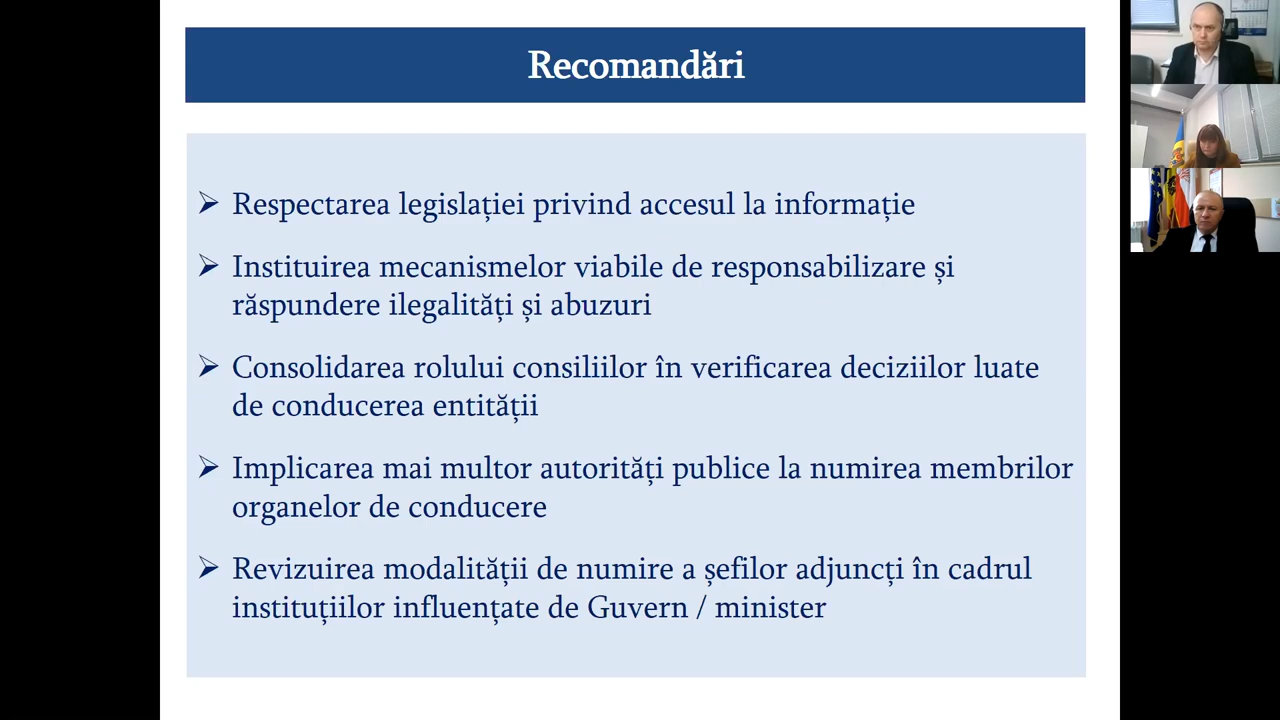 Recomandări
➢ Respectarea legislației privind accesul la informație
➢ Instituirea mecanismelor viabile de responsabilizare și
răspundere ilegalități și abuzuri
➢ Consolidarea rolului consiliilor în verificarea deciziilor luate
de conducerea entității
➢ Implicarea mai multor autorități publice la numirea membrilor
organelor de conducere
➢ Revizuirea modalității de numire a șefilor adjuncți în cadrul
instituțiilor influențate de Guvern / minister